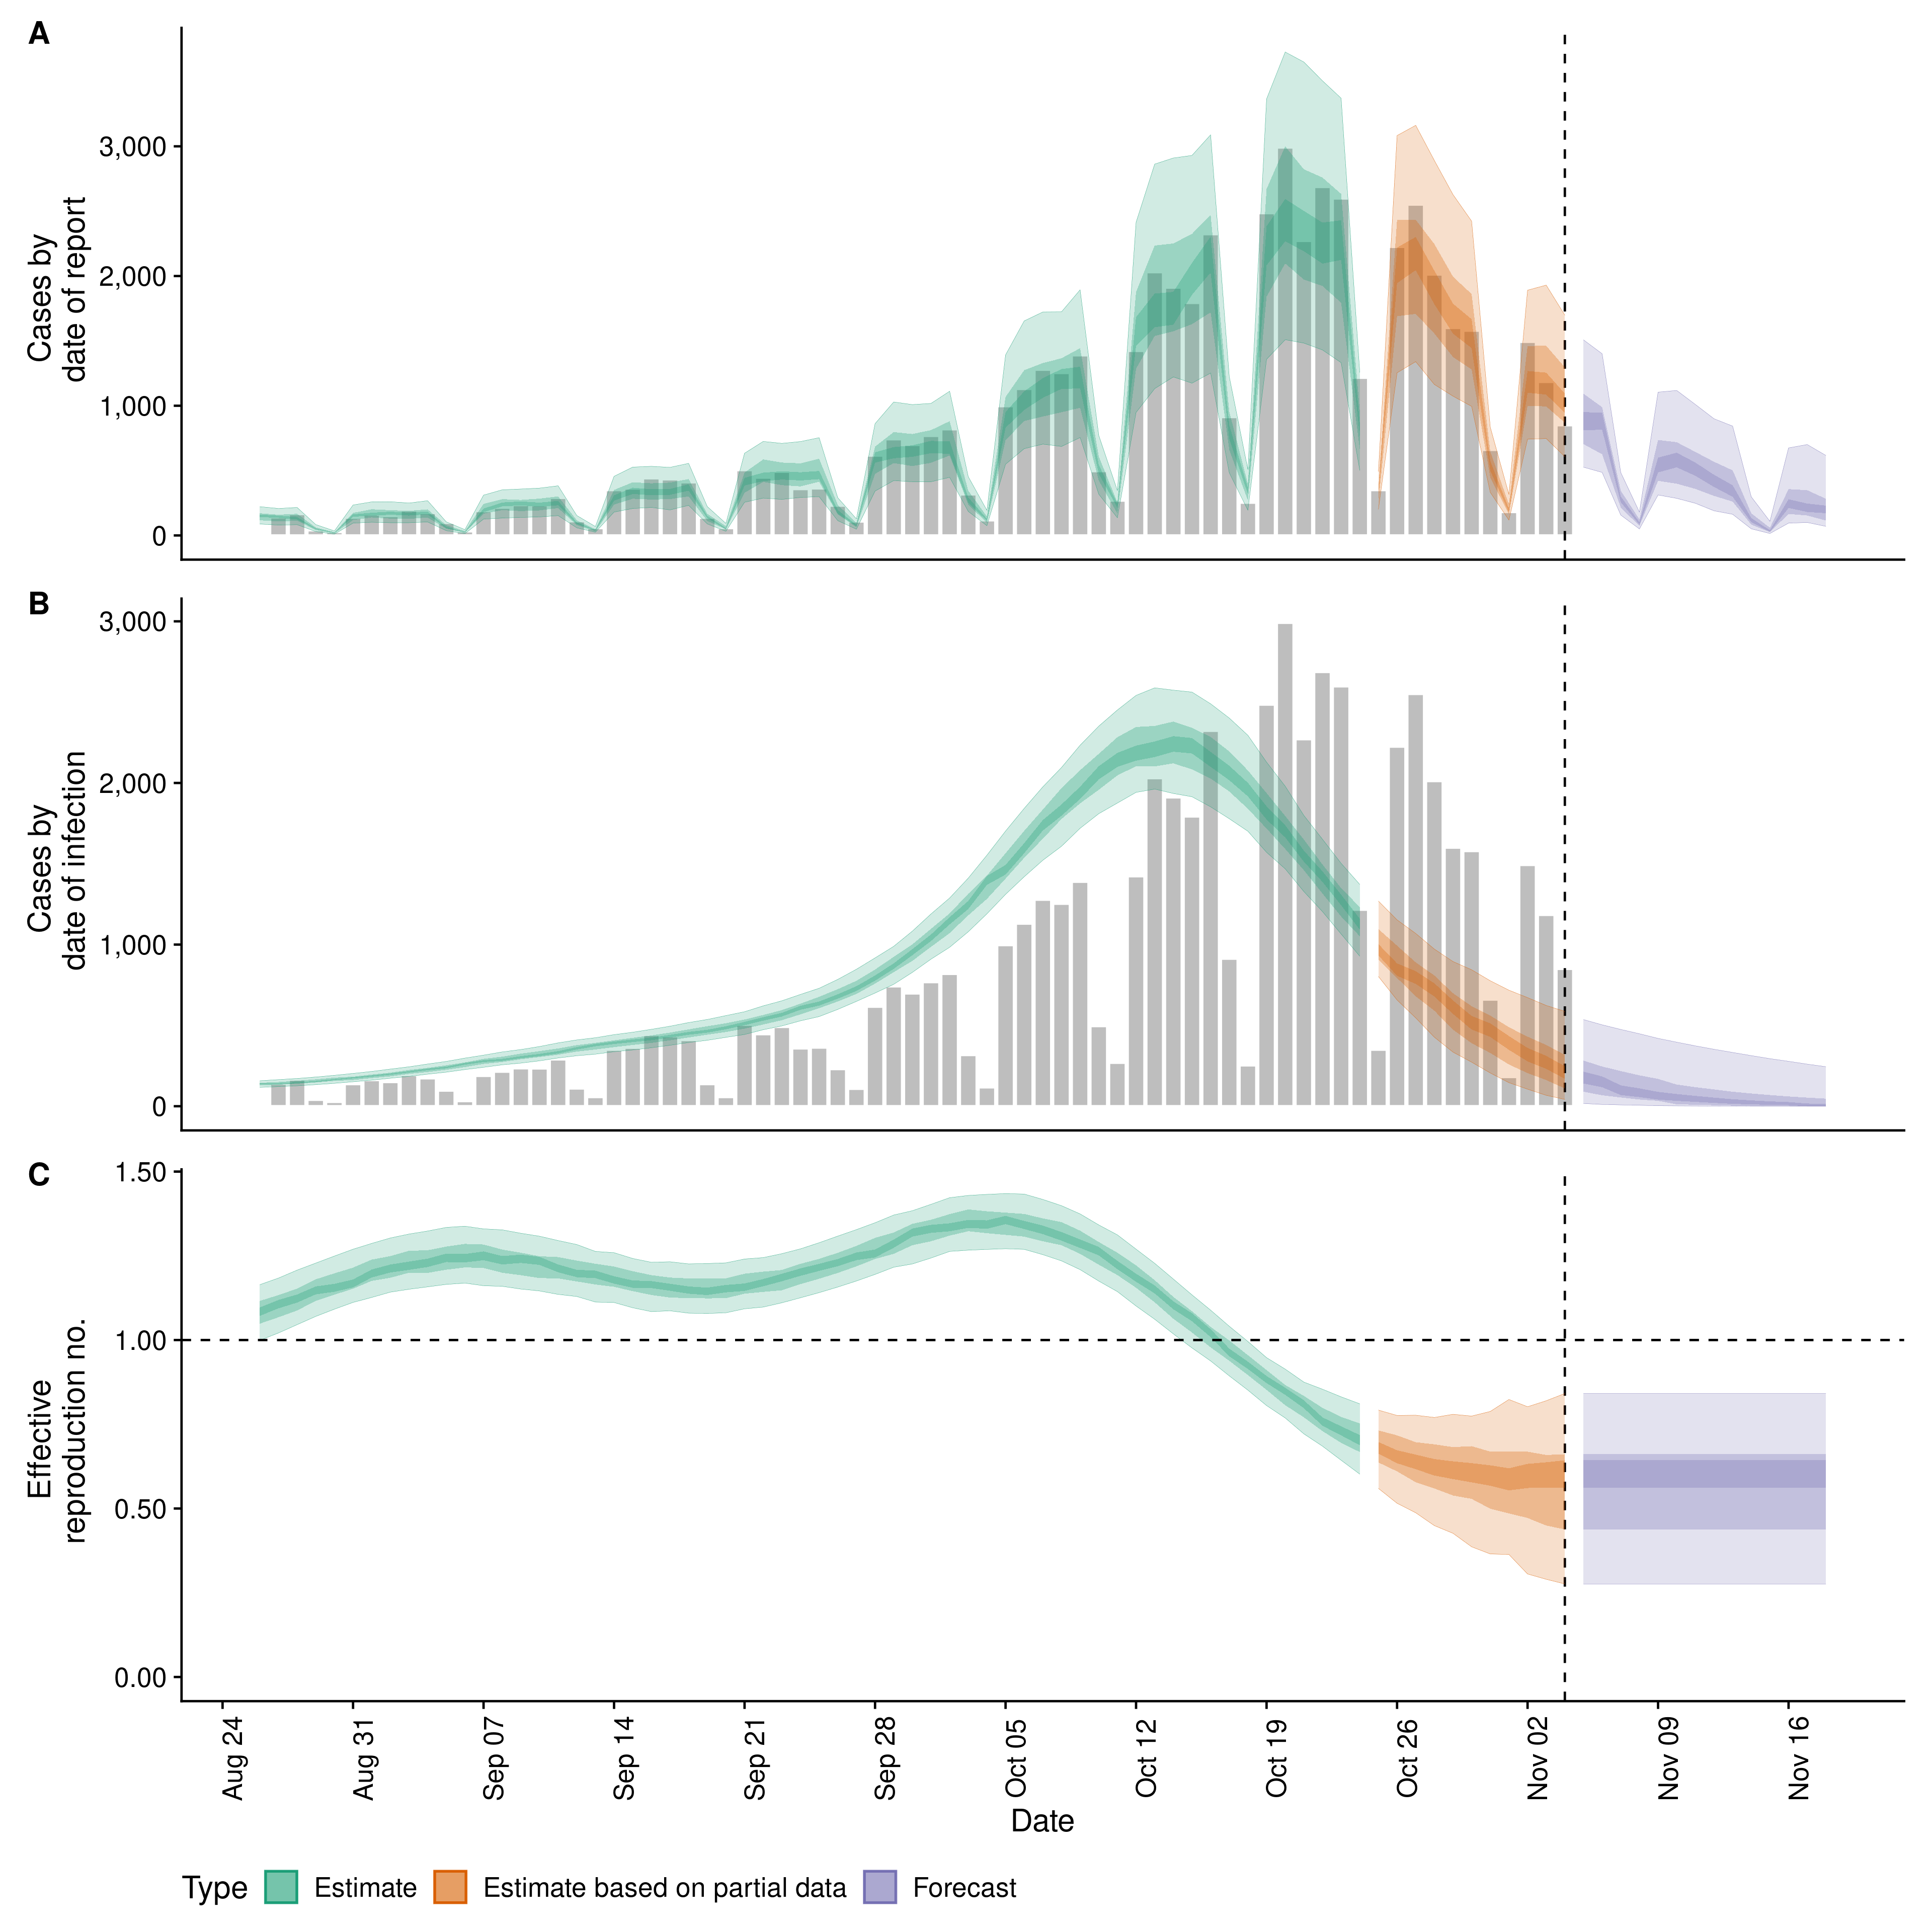 A
Cases by
date of report
3,000
2,000
1,000
0
B
Cases by
date of infection
3,000
2,000
1,000
0
C
Effective
reproduction no.
1.50
1.00
0.50
0.00
Aug 24
Aug 31
Sep 07
Sep 14
Sep 21
Sep 28
Oct 05
Oct 12
Oct 19
Oct 26
Nov 02
Nov 09
Nov 16
Date
Type Estimate Estimate based on partial data Forecast